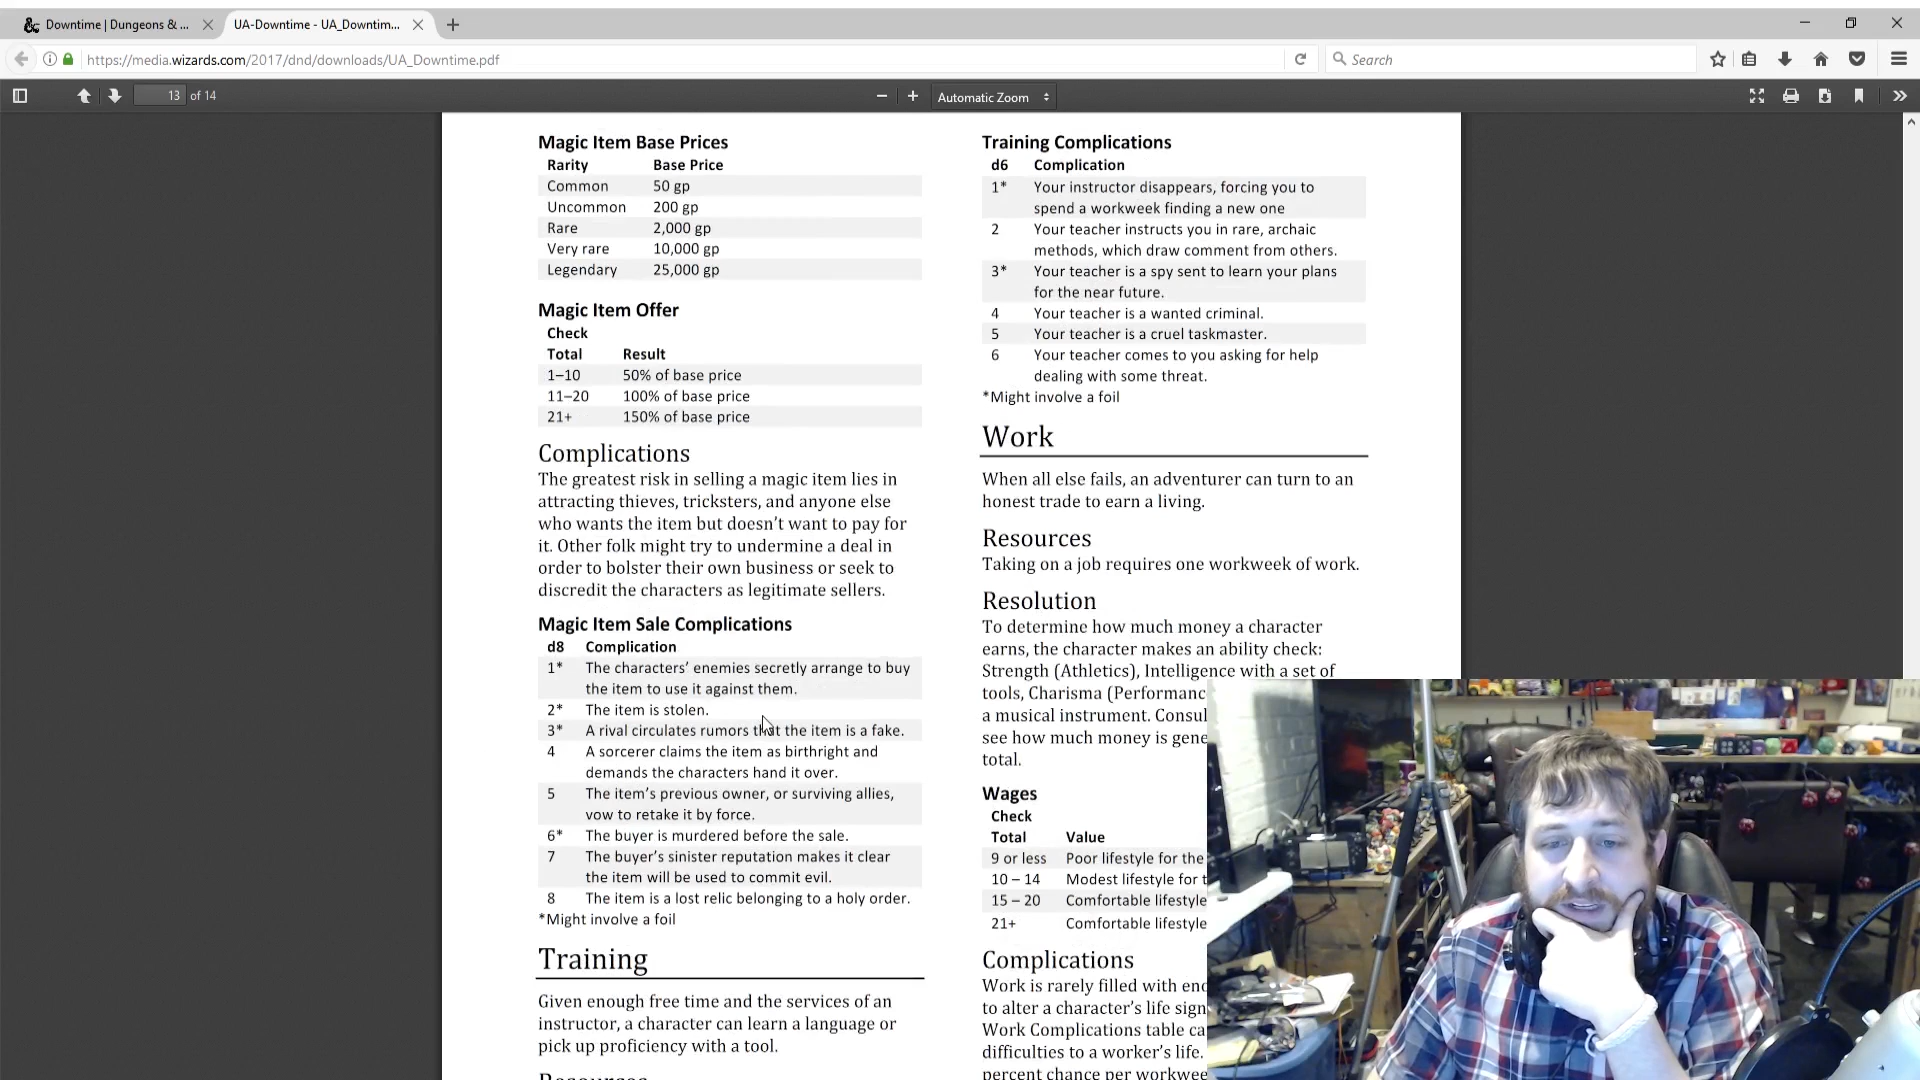 Downtime | Dungeons & ...
UA-Downtime - UA_Downtim...
https://media.wizards.com/2017/dnd/downloads/UA_Downtime.pdf
Search
13 of 14
Automatic Zoom
Magic Item Base Prices
Rarity Base Price
Common 50 gp
Uncommon 200 gp
Rare 2,000 gp
Very rare 10,000 gp
Legendary 25,000 gp
Magic Item Offer
Check
Total Result
1–10 50% of base price
11–20 100% of base price
21+ 150% of base price
Complications
The greatest risk in selling a magic item lies in
attracting thieves, tricksters, and anyone else
who wants the item but doesn’t want to pay for
it. Other folk might try to undermine a deal in
order to bolster their own business or seek to
discredit the characters as legitimate sellers.
Magic Item Sale Complications
d8 Complication
1* The characters’ enemies secretly arrange to buy
the item to use it against them.
2* The item is stolen.
3* A rival circulates rumors that the item is a fake.
4 A sorcerer claims the item as birthright and
demands the characters hand it over.
5 The item’s previous owner, or surviving allies,
vow to retake it by force.
6* The buyer is murdered before the sale.
7 The buyer’s sinister reputation makes it clear
the item will be used to commit evil.
8 The item is a lost relic belonging to a holy order.
*Might involve a foil
Training
Given enough free time and the services of an
instructor, a character can learn a language or
pick up proficiency with a tool.
Training Complications
d6 Complication
1* Your instructor disappears, forcing you to
spend a workweek finding a new one
2 Your teacher instructs you in rare, archaic
methods, which draw comment from others.
3* Your teacher is a spy sent to learn your plans
for the near future.
4 Your teacher is a wanted criminal.
5 Your teacher is a cruel taskmaster.
6 Your teacher comes to you asking for help
dealing with some threat.
*Might involve a foil
Work
When all else fails, an adventurer can turn to an
honest trade to earn a living.
Resources
Taking on a job requires one workweek of work.
Resolution
To determine how much money a character
earns, the character makes an ability check:
Strength (Athletics), Intelligence with a set of
tools, Charisma (Performance
a musical instrument. Consul
see how much money is gene
total.
Wages
Check
Total Value
9 or less Poor lifestyle for the
10 – 14 Modest lifestyle for t
15 – 20 Comfortable lifestyle
21+ Comfortable lifestyle
Complications
Work is rarely filled with eno
to alter a character’s life sign
Work Complications table ca
difficulties to a worker’s life.
percent chance per workwee